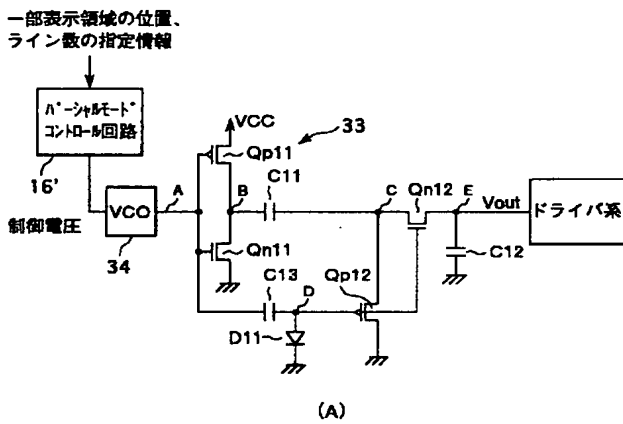 一部表示領域の位置、
ライン数の指定情報
パーシャルモード
コントロール回路
16'
VCO
34
制御電圧
A
VCC
33
Qp11
B
C11
Qn11
C13
D
D11
Qp12
C
Qn12
E
Vout
C12
ドライバ系
(A)